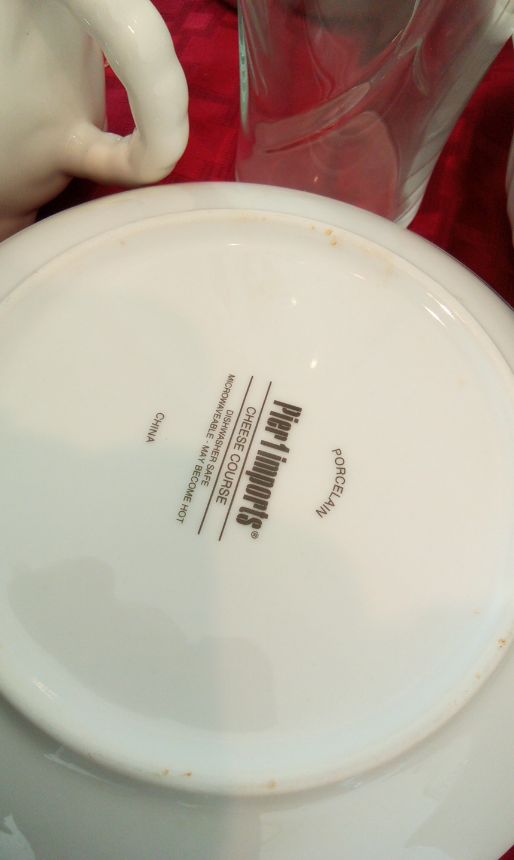 PORCELAIN
Pier 1 imports®
CHEESE COURSE
DISHWASHER SAFE
MICROWAVEABLE - MAY BECOME HOT
CHINA